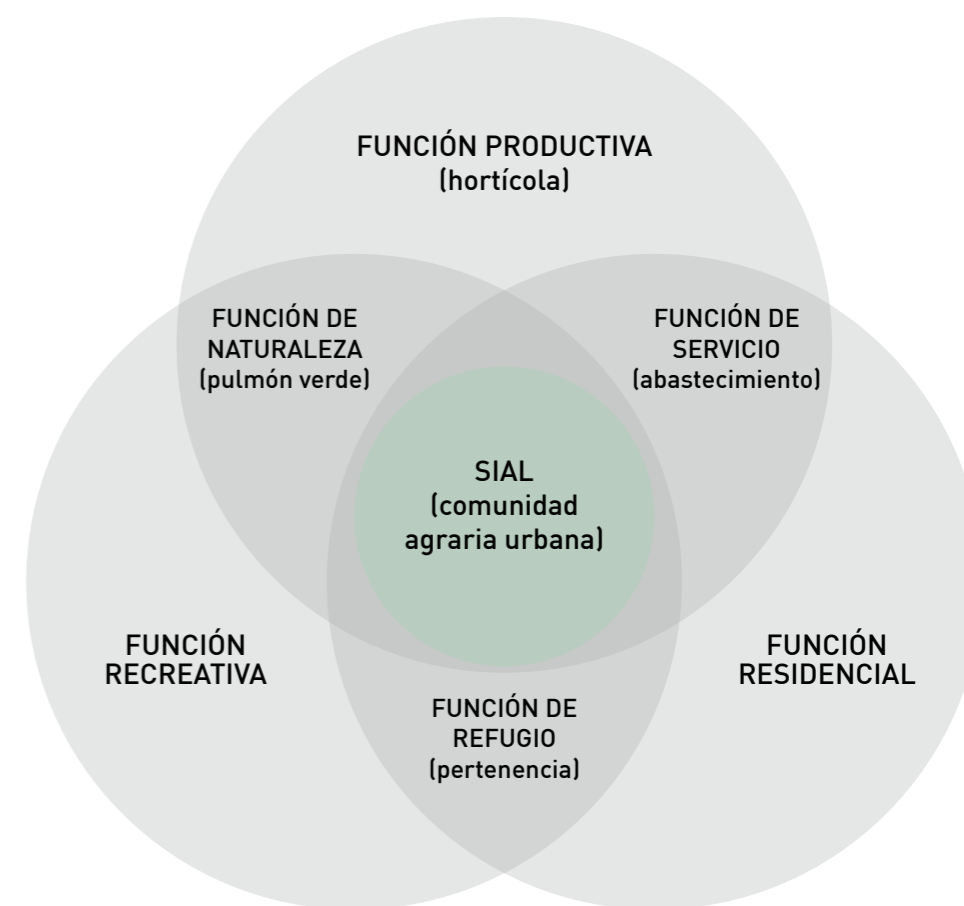 FUNCIÓN PRODUCTIVA
(hortícola)
FUNCIÓN DE
NATURALEZA
(pulmón verde)
FUNCIÓN DE
SERVICIO
(abastecimiento)
SIAL
(comunidad
agraria urbana)
FUNCIÓN
RECREATIVA
FUNCIÓN
RESIDENCIAL
FUNCIÓN DE
REFUGIO
(pertenencia)